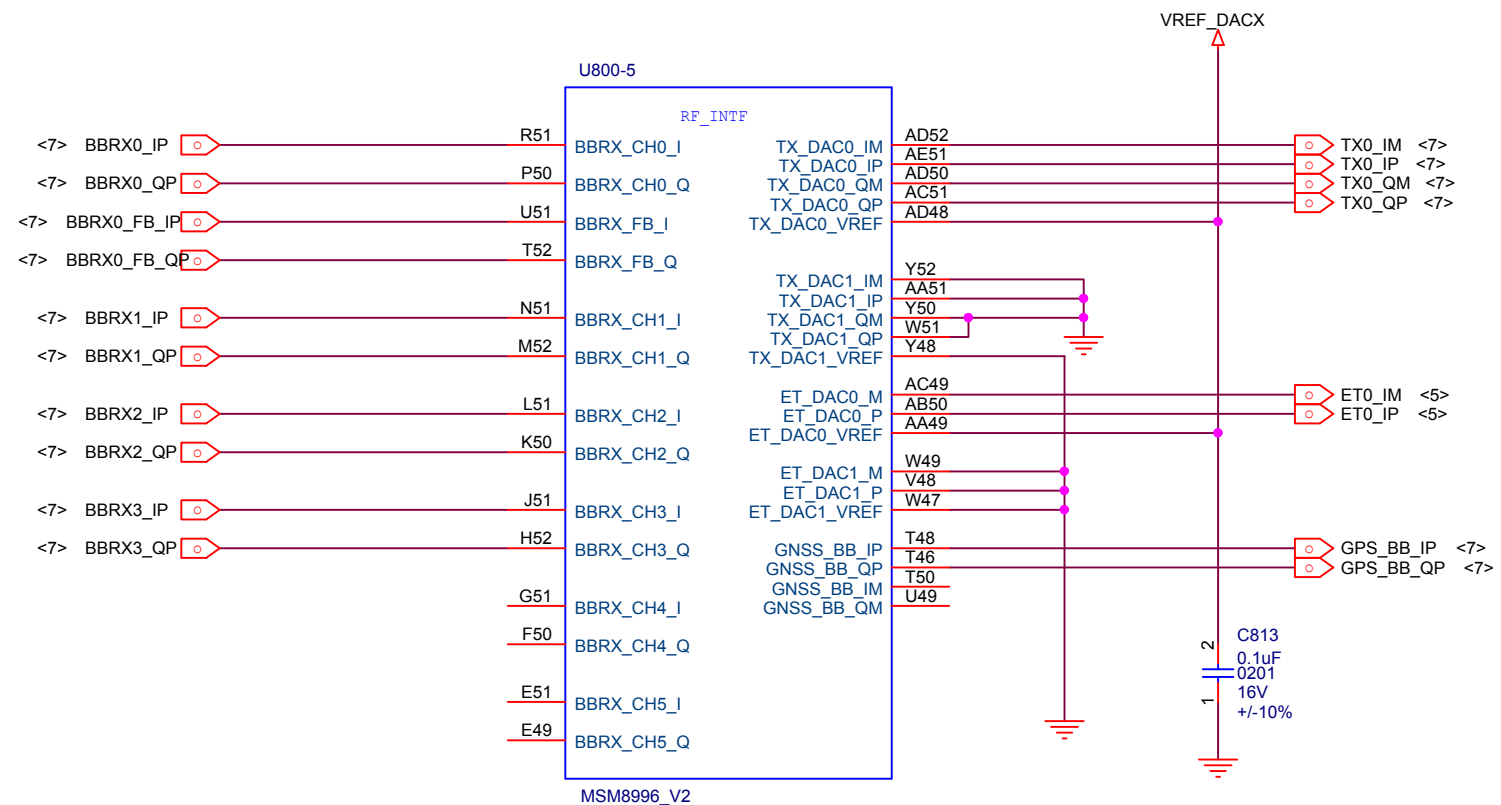 VREF_DACX
U800-5
RF_INTF
<7> BBRX0_IP R51 BBRX_CH0_I
<7> BBRX0_QP P50 BBRX_CH0_Q
<7> BBRX0_FB_IP U51 BBRX_FB_I
<7> BBRX0_FB_QP T52 BBRX_FB_Q
<7> BBRX1_IP N51 BBRX_CH1_I
<7> BBRX1_QP M52 BBRX_CH1_Q
<7> BBRX2_IP L51 BBRX_CH2_I
<7> BBRX2_QP K50 BBRX_CH2_Q
<7> BBRX3_IP J51 BBRX_CH3_I
<7> BBRX3_QP H52 BBRX_CH3_Q
G51 BBRX_CH4_I
F50 BBRX_CH4_Q
E51 BBRX_CH5_I
E49 BBRX_CH5_Q
TX_DAC0_IM AD52 TX0_IM <7>
TX_DAC0_IP AE51 TX0_IP <7>
TX_DAC0_QM AD50 TX0_QM <7>
TX_DAC0_QP AC51 TX0_QP <7>
TX_DAC0_VREF AD48
TX_DAC1_IM Y52
TX_DAC1_IP AA51
TX_DAC1_QM Y50
TX_DAC1_QP W51
TX_DAC1_VREF Y48
ET_DAC0_M AC49 ET0_IM <5>
ET_DAC0_P AB50 ET0_IP <5>
ET_DAC0_VREF AA49
ET_DAC1_M W49
ET_DAC1_P V48
ET_DAC1_VREF W47
GNSS_BB_IP T48 GPS_BB_IP <7>
GNSS_BB_QP T46 GPS_BB_QP <7>
GNSS_BB_IM T50
GNSS_BB_QM U49
2
1
C813
0.1uF
0201
16V
+/-10%
MSM8996_V2